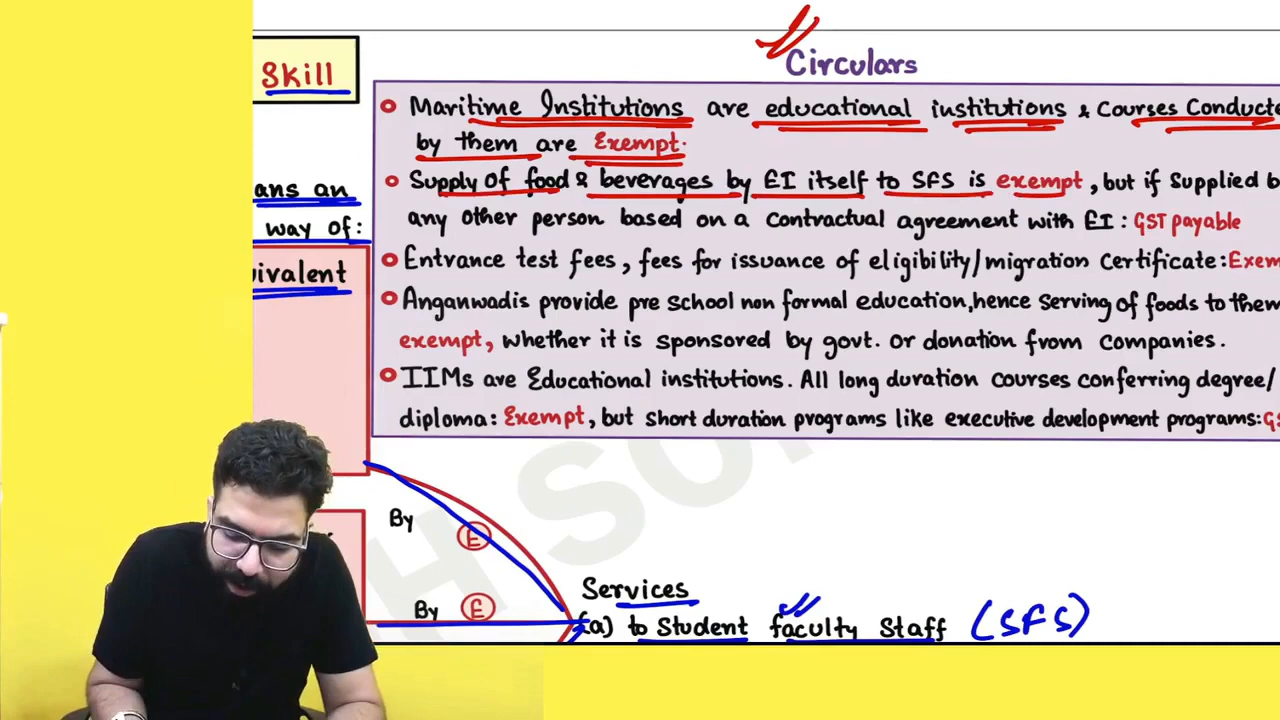 Skill
Circulars
Maritime Institutions are educational institutions & Courses Conducte
by them are Exempt.
Supply of food & beverages by EI itself to SFS is exempt, but if supplied b
any other person based on a contractual agreement with EI: GST payable
Entrance test fees, fees for issuance of eligibility/migration certificate: Exem
Anganwadis provide pre school non formal education, hence serving of foods to them
exempt, whether it is sponsored by govt. or donation from companies.
IIMs are Educational institutions. All long duration courses conferring degree/
diploma: Exempt, but short duration programs like executive development programs: GS
ans an
way of:
ivalent
By E
By E
Services
(a) to Student faculty Staff (SFS)